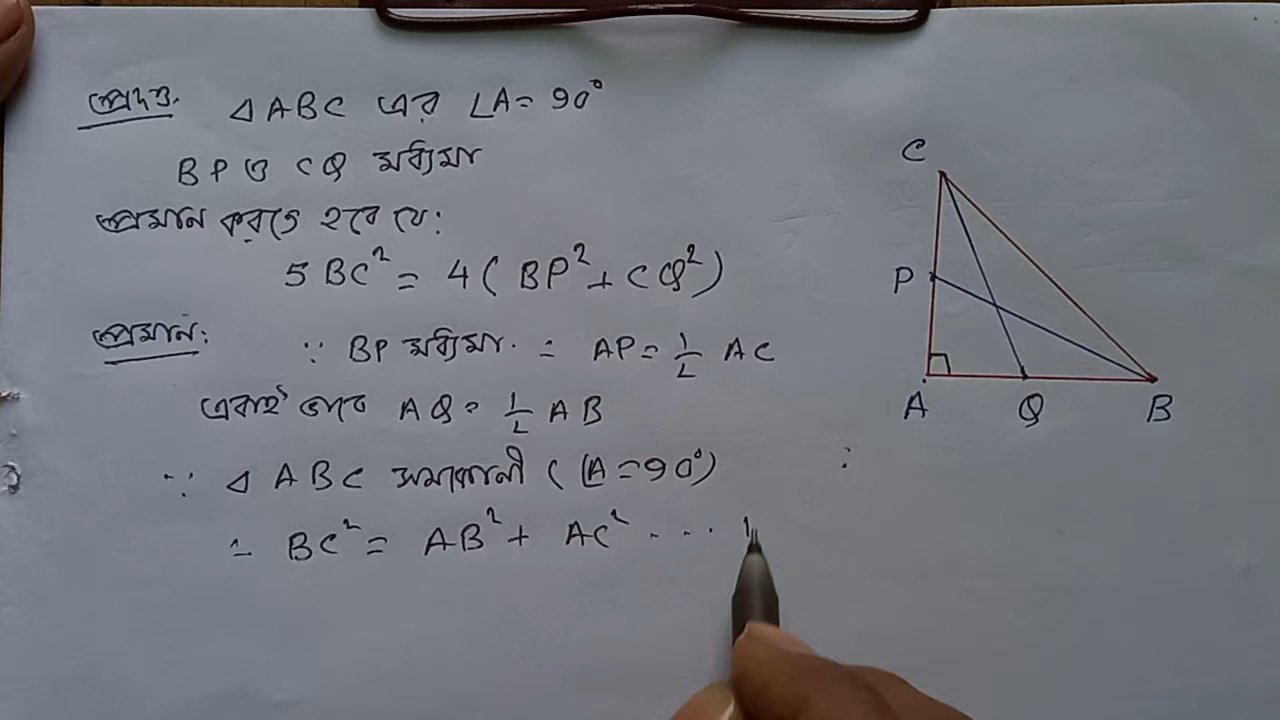 প্রদত্ত. △ABC এর ∠A = 90°
BP ও CQ মধ্যমা
প্রমান করতে হবে যে:
5BC² = 4(BP² + CQ²)
প্রমান: ∵ BP মধ্যমা. ∴ AP = 1/2 AC
একই ভাবে AQ = 1/2 AB
∵ △ABC সমকোনী (∠A = 90°)
∴ BC² = AB² + AC² ... 1
C
P
A Q B